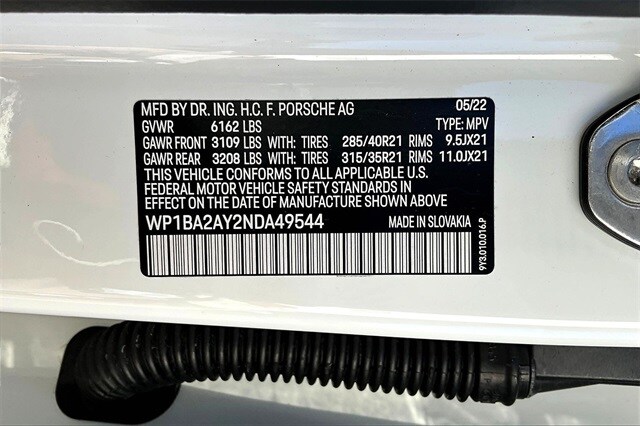 MFD BY DR. ING. H.C. F. PORSCHE AG 05/22
GVWR 6162 LBS TYPE: MPV
GAWR FRONT 3109 LBS WITH: TIRES 285/40R21 RIMS 9.5JX21
GAWR REAR 3208 LBS WITH: TIRES 315/35R21 RIMS 11.0JX21
THIS VEHICLE CONFORMS TO ALL APPLICABLE U.S.
FEDERAL MOTOR VEHICLE SAFETY STANDARDS IN
EFFECT ON THE DATE OF MANUFACTURE SHOWN ABOVE
WP1BA2AY2NDA49544 MADE IN SLOVAKIA
9Y3.010.016.P